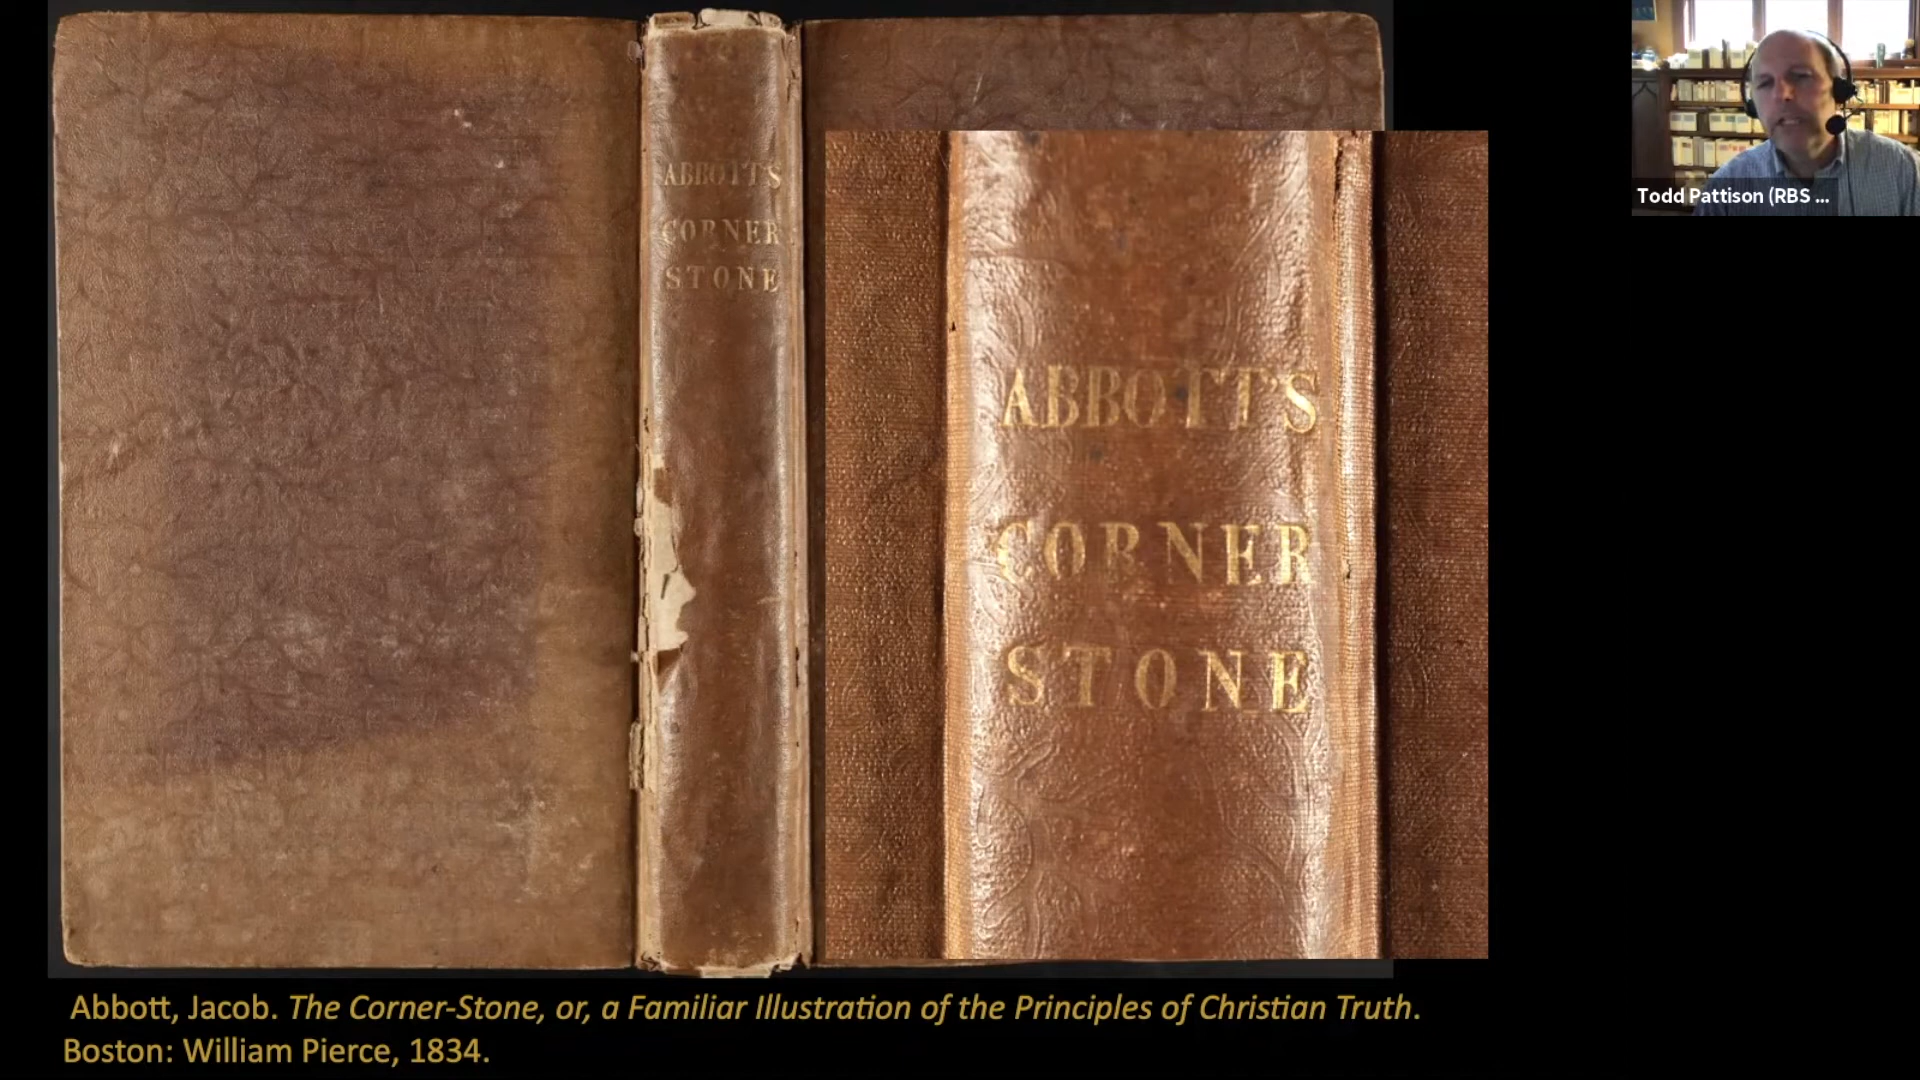 ABBOTT'S
CORNER
STONE
ABBOTT'S
CORNER
STONE
Todd Pattison (RBS ...
Abbott, Jacob. The Corner-Stone, or, a Familiar Illustration of the Principles of Christian Truth.
Boston: William Pierce, 1834.